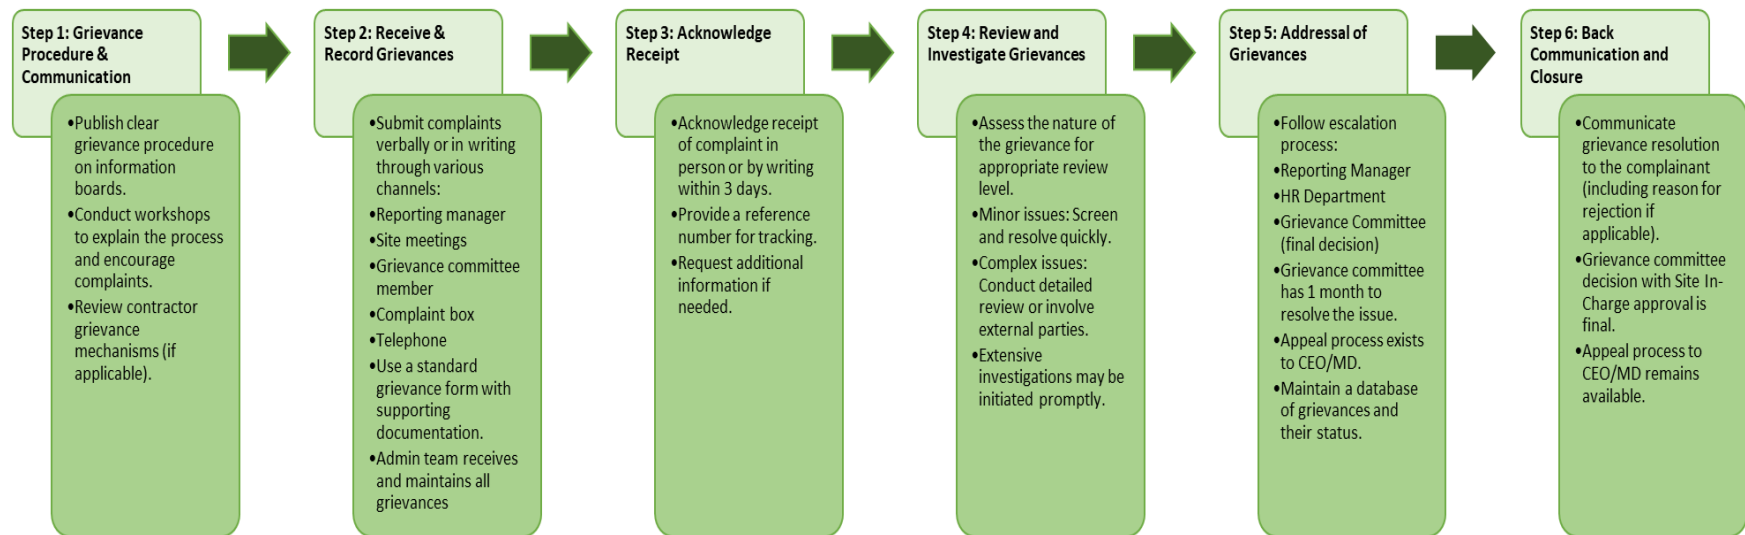 Step 1: Grievance
Procedure &
Communication
•Publish clear
grievance procedure
on information
boards.
•Conduct workshops
to explain the process
and encourage
complaints.
•Review contractor
grievance
mechanisms (if
applicable).
Step 2: Receive &
Record Grievances
•Submit complaints
verbally or in writing
through various
channels:
•Reporting manager
•Site meetings
•Grievance committee
member
•Complaint box
•Telephone
•Use a standard
grievance form with
supporting
documentation.
•Admin team receives
and maintains all
grievances
Step 3: Acknowledge
Receipt
•Acknowledge receipt
of complaint in
person or by writing
within 3 days.
•Provide a reference
number for tracking.
•Request additional
information if
needed.
Step 4: Review and
Investigate Grievances
•Assess the nature of
the grievance for
appropriate review
level.
•Minor issues: Screen
and resolve quickly.
•Complex issues:
Conduct detailed
review or involve
external parties.
•Extensive
investigations may be
initiated promptly.
Step 5: Addressal of
Grievances
•Follow escalation
process:
•Reporting Manager
•HR Department
•Grievance Committee
(final decision)
•Grievance committee
has 1 month to
resolve the issue.
•Appeal process exists
to CEO/MD.
•Maintain a database
of grievances and
their status.
Step 6: Back
Communication and
Closure
•Communicate
grievance resolution
to the complainant
(including reason for
rejection if
applicable).
•Grievance committee
decision with Site In-
Charge approval is
final.
•Appeal process to
CEO/MD remains
available.